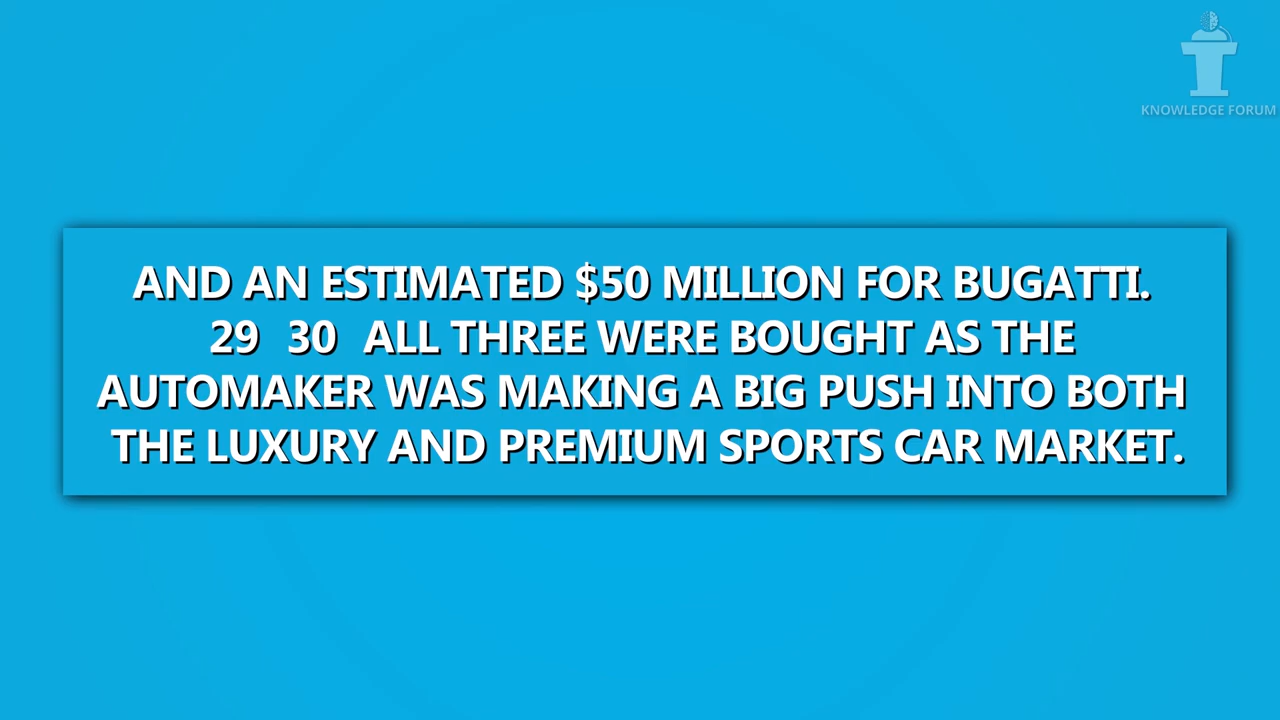 KNOWLEDGE FORUM
AND AN ESTIMATED $50 MILLION FOR BUGATTI.
29 30 ALL THREE WERE BOUGHT AS THE
AUTOMAKER WAS MAKING A BIG PUSH INTO BOTH
THE LUXURY AND PREMIUM SPORTS CAR MARKET.